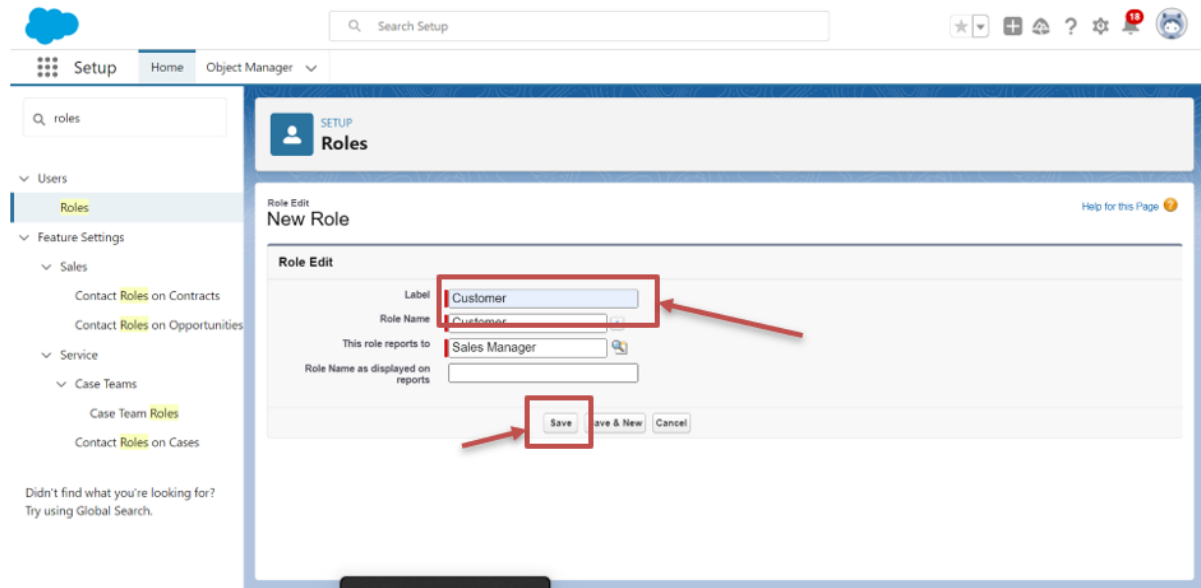 Search Setup
18
Setup
Home
Object Manager
roles
Users
Roles
Feature Settings
Sales
Contact Roles on Contracts
Contact Roles on Opportunities
Service
Case Teams
Case Team Roles
Contact Roles on Cases
Didn't find what you're looking for?
Try using Global Search.
SETUP
Roles
Role Edit
New Role
Help for this Page
Role Edit
Label
Customer
Role Name
Customer
This role reports to
Sales Manager
Role Name as displayed on
reports
Save
Save & New
Cancel